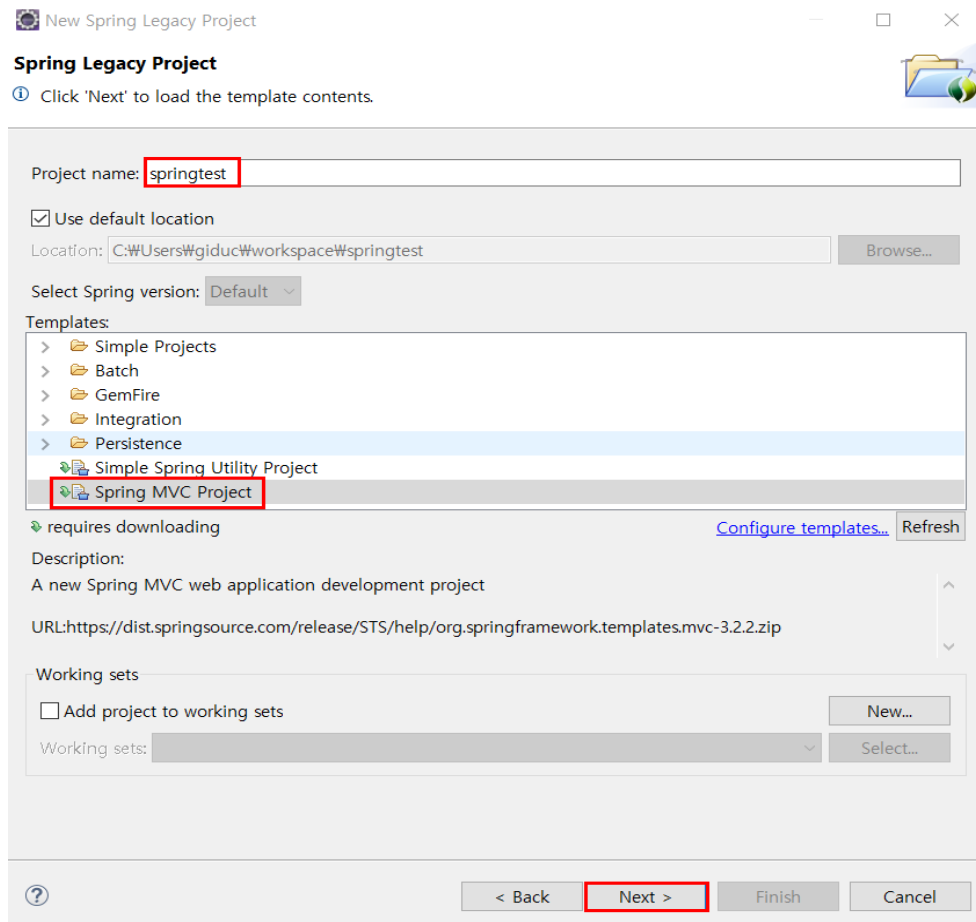 New Spring Legacy Project
Spring Legacy Project
Click 'Next' to load the template contents.
Project name: springtest
Use default location
Location: C:₩Users₩giduc₩workspace₩springtest Browse...
Select Spring version: Default
Templates:
Simple Projects
Batch
GemFire
Integration
Persistence
Simple Spring Utility Project
Spring MVC Project
requires downloading Configure templates... Refresh
Description:
A new Spring MVC web application development project
URL:https://dist.springsource.com/release/STS/help/org.springframework.templates.mvc-3.2.2.zip
Working sets
Add project to working sets New...
Working sets: Select...
? < Back Next > Finish Cancel